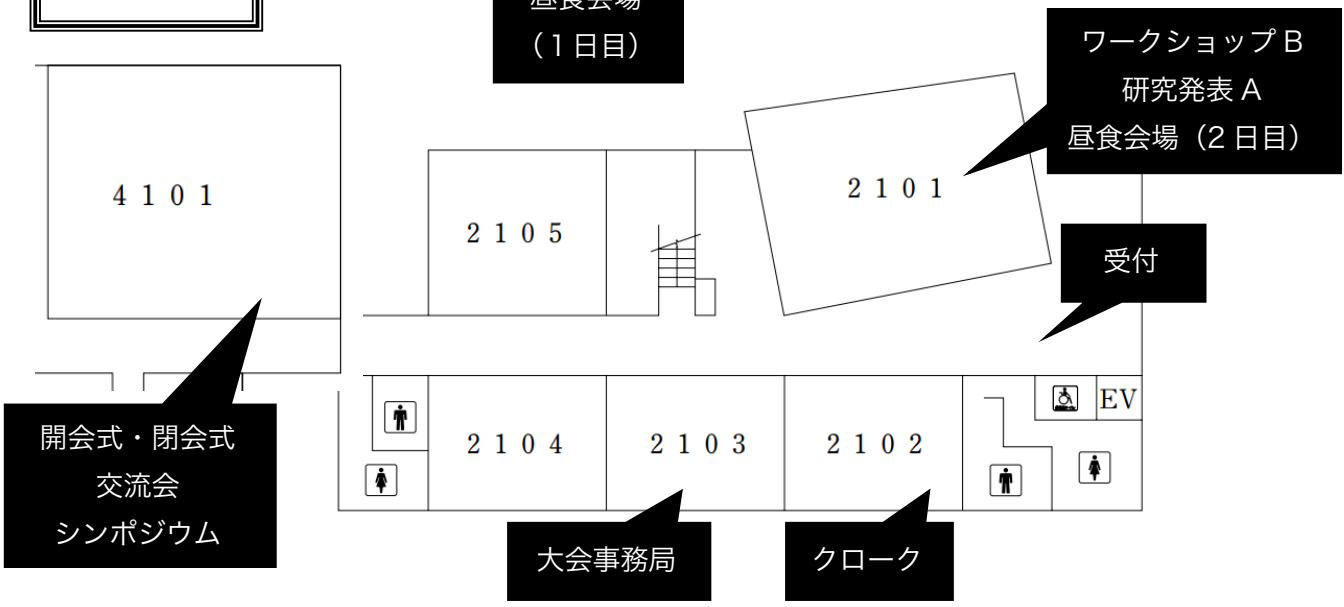 昼食会場
（１日目）
ワークショップ B
研究発表 A
昼食会場（2 日目）
4101
2105
2101
受付
EV
開会式・閉会式
交流会
シンポジウム
2104
2103
2102
大会事務局
クローク